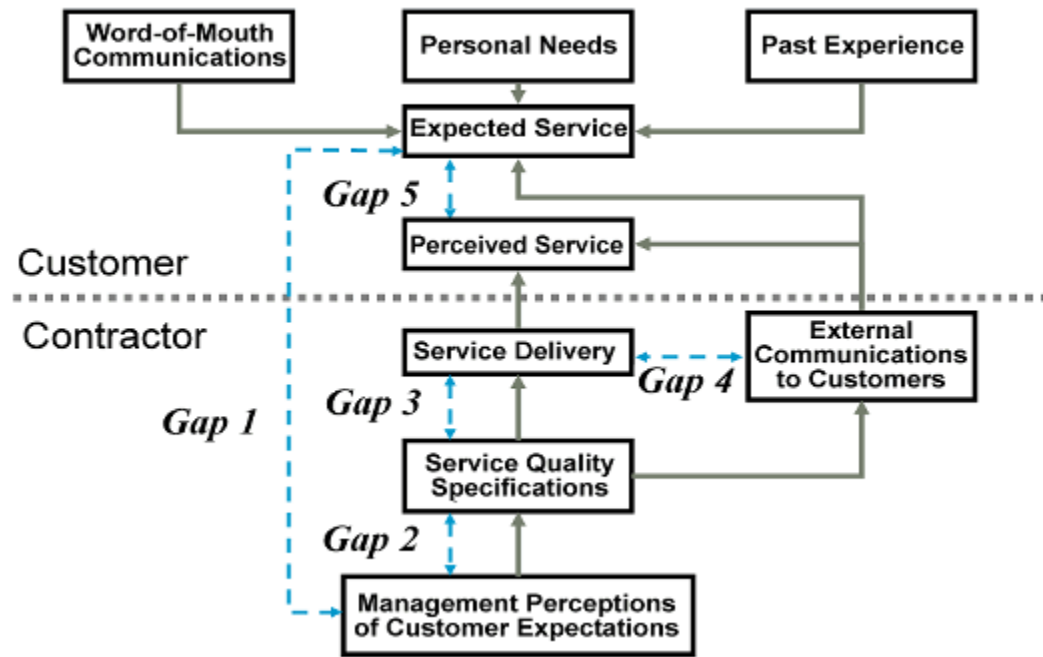 Word-of-Mouth
Communications
Personal Needs
Past Experience
Expected Service
Gap 5
Perceived Service
Customer
Contractor
Service Delivery
External
Communications
to Customers
Gap 4
Gap 3
Gap 1
Service Quality
Specifications
Gap 2
Management Perceptions
of Customer Expectations